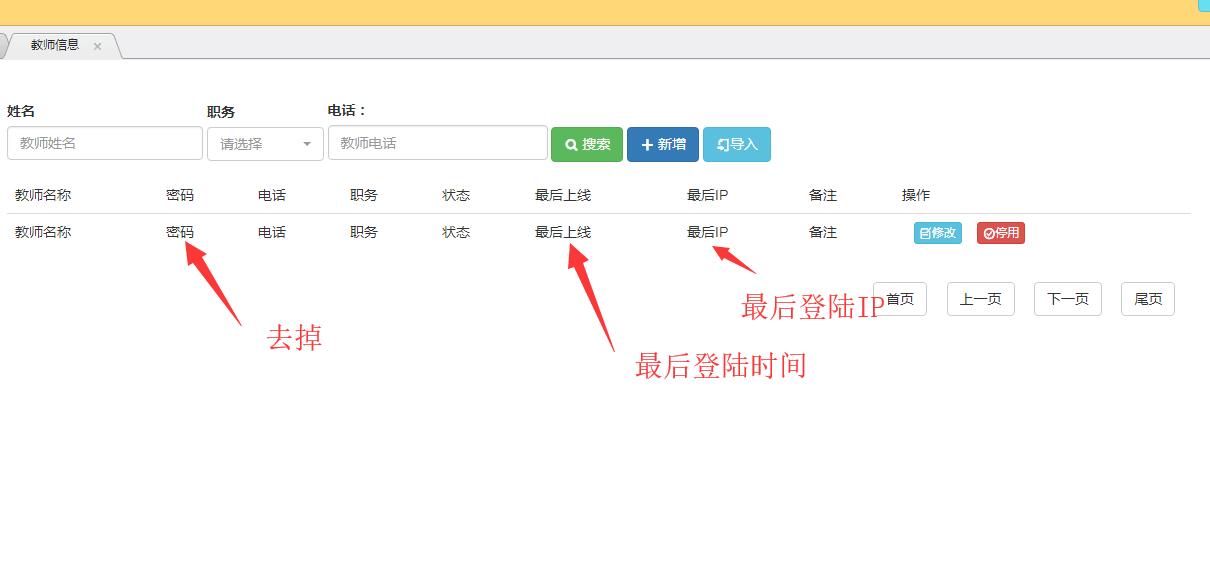 教师信息 ×
姓名
职务
电话：
教师姓名
请选择
教师电话
搜索
新增
导入
教师名称 密码 电话 职务 状态 最后上线 最后IP 备注 操作
教师名称 密码 电话 职务 状态 最后上线 最后IP 备注 修改 停用
首页 上一页 下一页 尾页
最后登陆IP
去掉
最后登陆时间